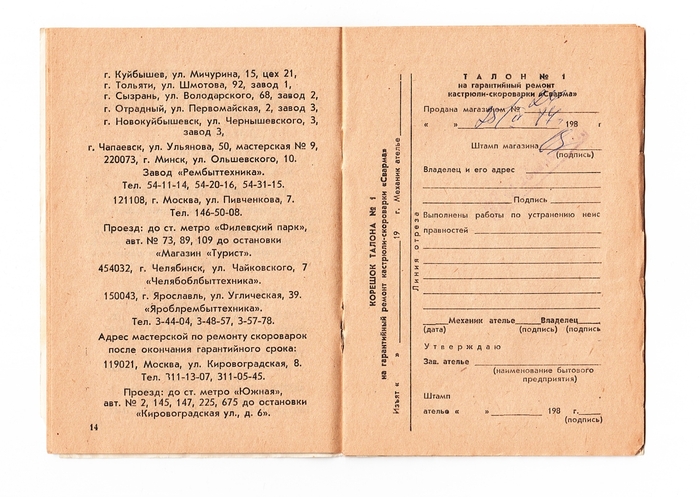 г. Куйбышев, ул. Мичурина, 15, цех 21,
г. Тольяти, ул. Шмотова, 92, завод 1,
г. Сызрань, ул. Володарского, 68, завод 2,
г. Отрадный, ул. Первомайская, 2, завод 3,
г. Новокуйбышевск, ул. Чернышевского, 3,
завод 3,
г. Чапаевск, ул. Ульянова, 50, мастерская № 9,
220073, г. Минск, ул. Ольшевского, 10.
Завод «Рембыттехника».
Тел. 54-11-14, 54-20-16, 54-31-15.
121108, г. Москва, ул. Пивченкова, 7.
Тел. 146-50-08.
Проезд: до ст. метро «Филевский парк»,
авт. № 73, 89, 109 до остановки
«Магазин «Турист».
454032, г. Челябинск, ул. Чайковского, 7
«Челябоблбыттехника».
150043, г. Ярославль, ул. Углическая, 39.
«Яроблрембыттехника».
Тел. 3-44-04, 3-48-57, 3-57-78.
Адрес мастерской по ремонту скороварок
после окончания гарантийного срока:
119021, Москва, ул. Кировоградская, 8.
Тел. 311-13-07, 311-05-45.
Проезд: до ст. метро «Южная»,
авт. № 2, 145, 147, 225, 675 до остановки
«Кировоградская ул., д. 6».
14
КОРЕШОК ТАЛОНА № 1
на гарантийный ремонт кастрюли-скороварки «Сварма»
Изъят « » 19 г. Механик ателье
Линия отреза
ТАЛОН № 1
на гарантийный ремонт
кастрюли-скороварки «Сварма»
Продана магазином №
« » 198 г
Штамп магазина
(подпись)
Владелец и его адрес
Подпись
Выполнены работы по устранению неис
правностей
Механик ателье Владелец
(дата) (подпись) (подпись
Утверждаю
Зав. ателье
(наименование бытового
предприятия)
Штамп
ателье « » 198 г.
(подпись)